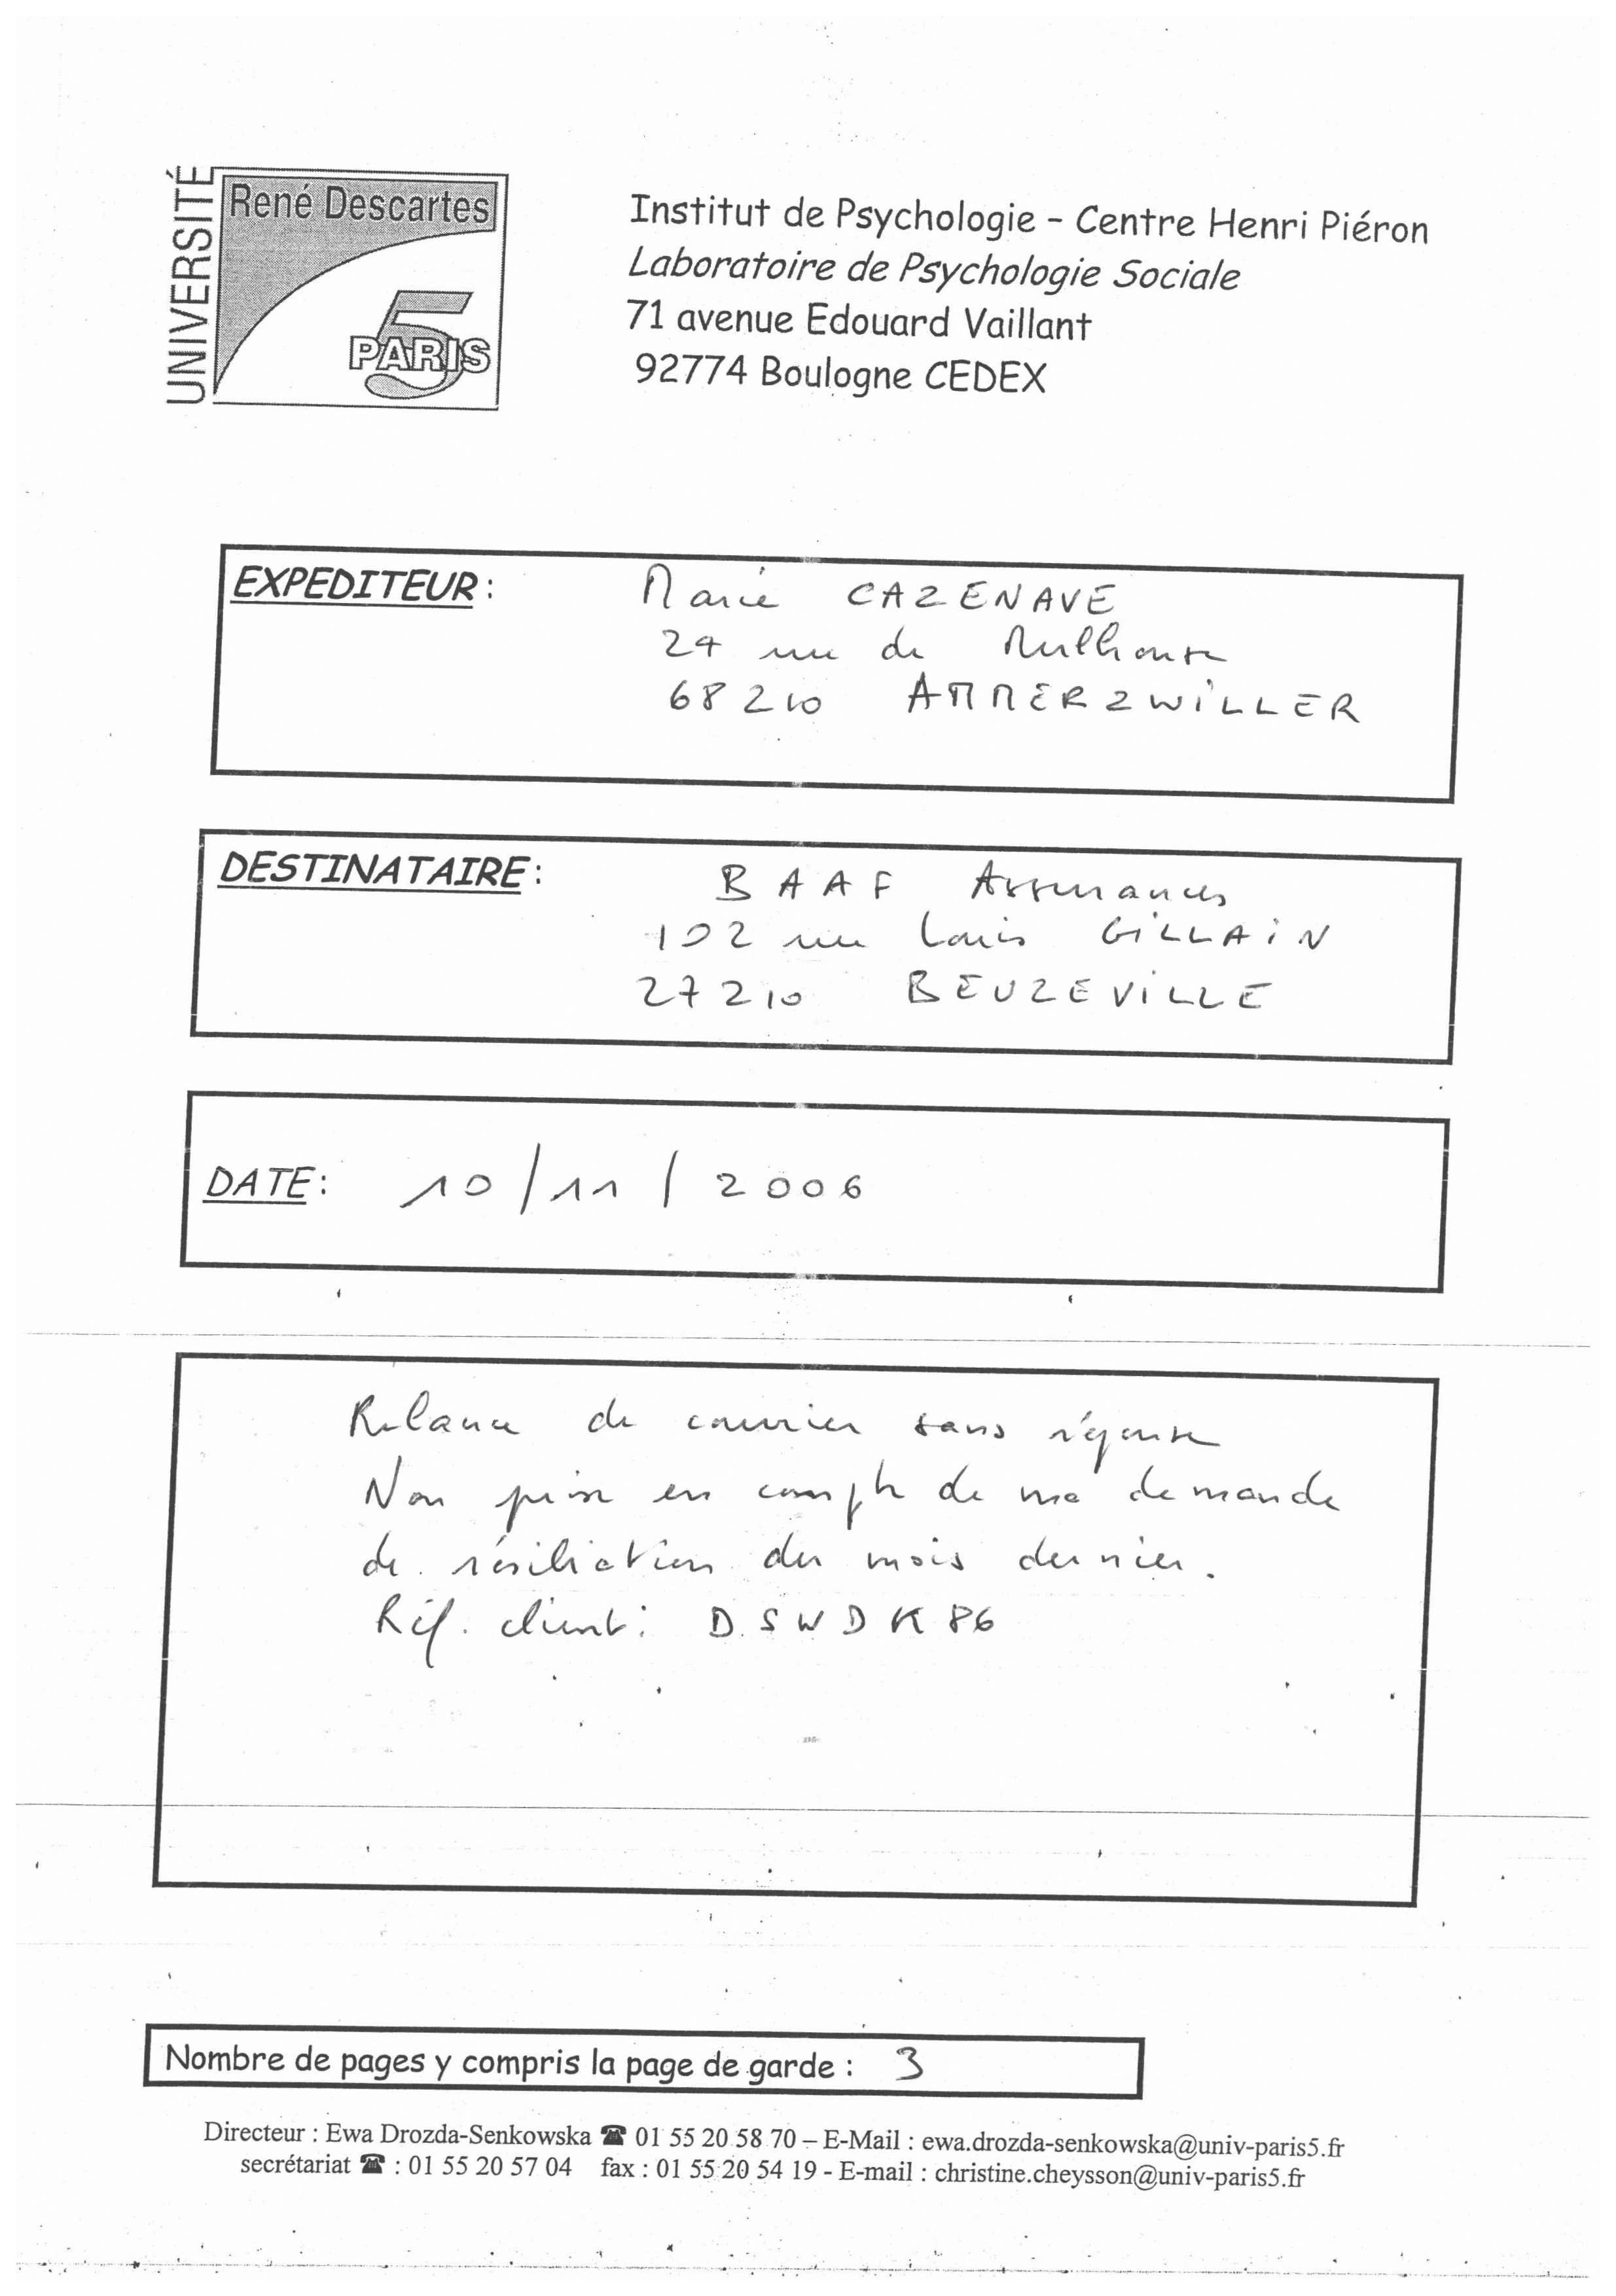 UNIVERSITÉ
René Descartes
PARIS 5
Institut de Psychologie - Centre Henri Piéron
Laboratoire de Psychologie Sociale
71 avenue Edouard Vaillant
92774 Boulogne CEDEX
EXPEDITEUR : Marie CAZENAVE
24 rue de Mulhouse
68210 AMMERZWILLER
DESTINATAIRE : BAAF Assurances
102 rue Louis GILLAIN
27210 BEUZEVILLE
DATE : 10/11/2006
Relance de courrier sans réponse
Non prise en compte de ma demande
de résiliation du mois dernier.
Réf. client : DSWDK86
Nombre de pages y compris la page de garde : 3
Directeur : Ewa Drozda-Senkowska ☎ 01 55 20 58 70 – E-Mail : ewa.drozda-senkowska@univ-paris5.fr
secrétariat ☎ : 01 55 20 57 04 fax : 01 55 20 54 19 - E-mail : christine.cheysson@univ-paris5.fr